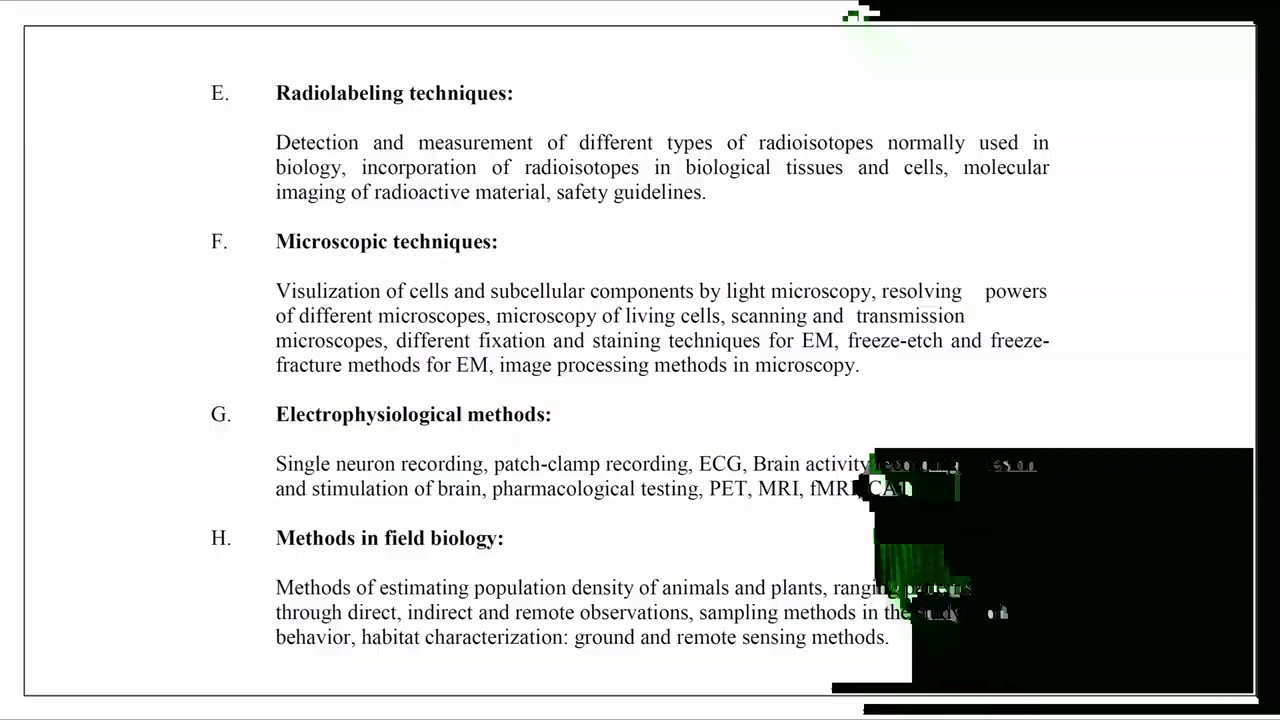 E. Radiolabeling techniques:
Detection and measurement of different types of radioisotopes normally used in
biology, incorporation of radioisotopes in biological tissues and cells, molecular
imaging of radioactive material, safety guidelines.
F. Microscopic techniques:
Visulization of cells and subcellular components by light microscopy, resolving powers
of different microscopes, microscopy of living cells, scanning and transmission
microscopes, different fixation and staining techniques for EM, freeze-etch and freeze-
fracture methods for EM, image processing methods in microscopy.
G. Electrophysiological methods:
Single neuron recording, patch-clamp recording, ECG, Brain activity
and stimulation of brain, pharmacological testing, PET, MRI, fMRI, CAT
H. Methods in field biology:
Methods of estimating population density of animals and plants, ranging
through direct, indirect and remote observations, sampling methods in the
behavior, habitat characterization: ground and remote sensing methods.